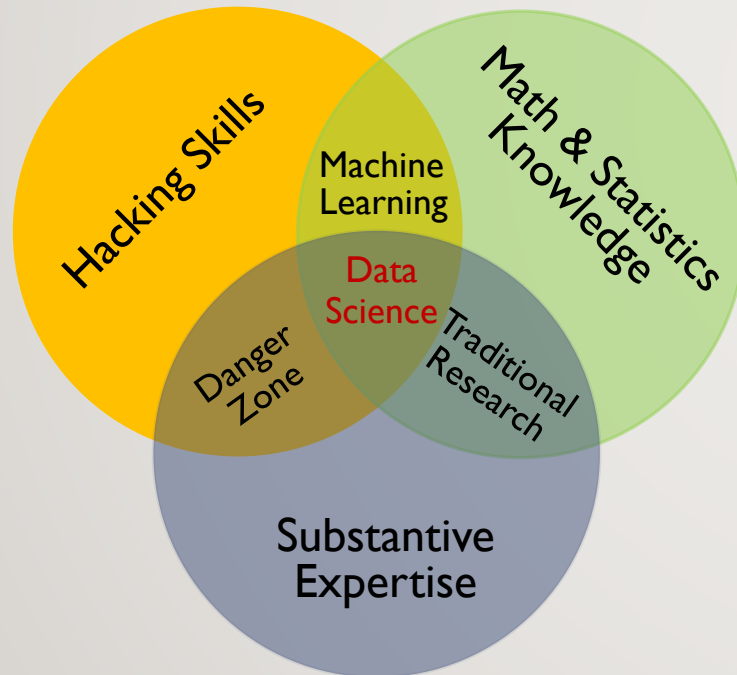 Hacking Skills
Math & Statistics
Knowledge
Machine
Learning
Data
Science
Danger
Zone
Traditional
Research
Substantive
Expertise